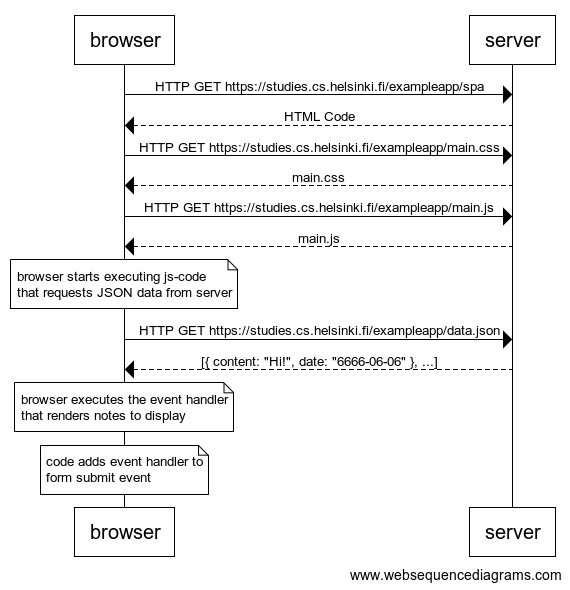 browser
server
HTTP GET https://studies.cs.helsinki.fi/exampleapp/spa
HTML Code
HTTP GET https://studies.cs.helsinki.fi/exampleapp/main.css
main.css
HTTP GET https://studies.cs.helsinki.fi/exampleapp/main.js
main.js
browser starts executing js-code
that requests JSON data from server
HTTP GET https://studies.cs.helsinki.fi/exampleapp/data.json
[{ content: "Hi!", date: "6666-06-06" }, ...]
browser executes the event handler
that renders notes to display
code adds event handler to
form submit event
browser
server
www.websequencediagrams.com